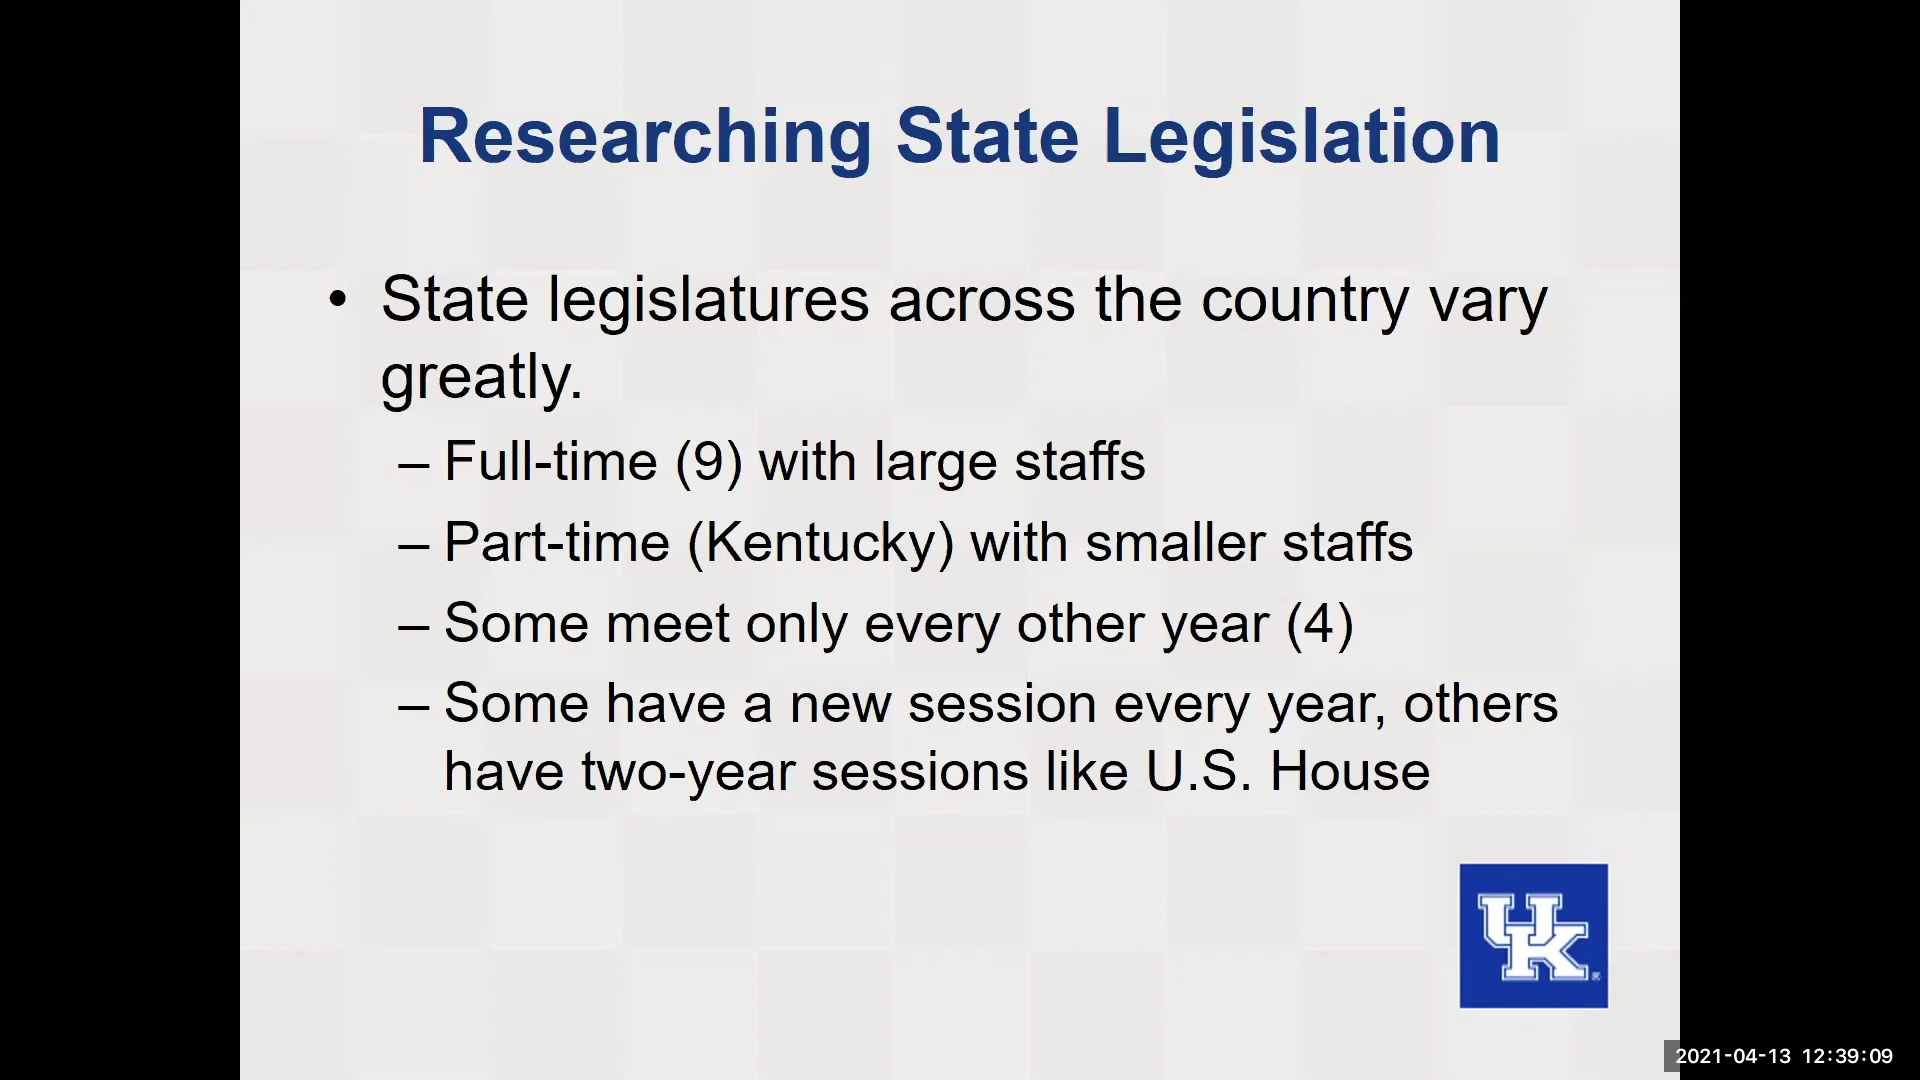 Researching State Legislation
• State legislatures across the country vary
greatly.
– Full-time (9) with large staffs
– Part-time (Kentucky) with smaller staffs
– Some meet only every other year (4)
– Some have a new session every year, others
have two-year sessions like U.S. House
UK
2021-04-13 12:39:09